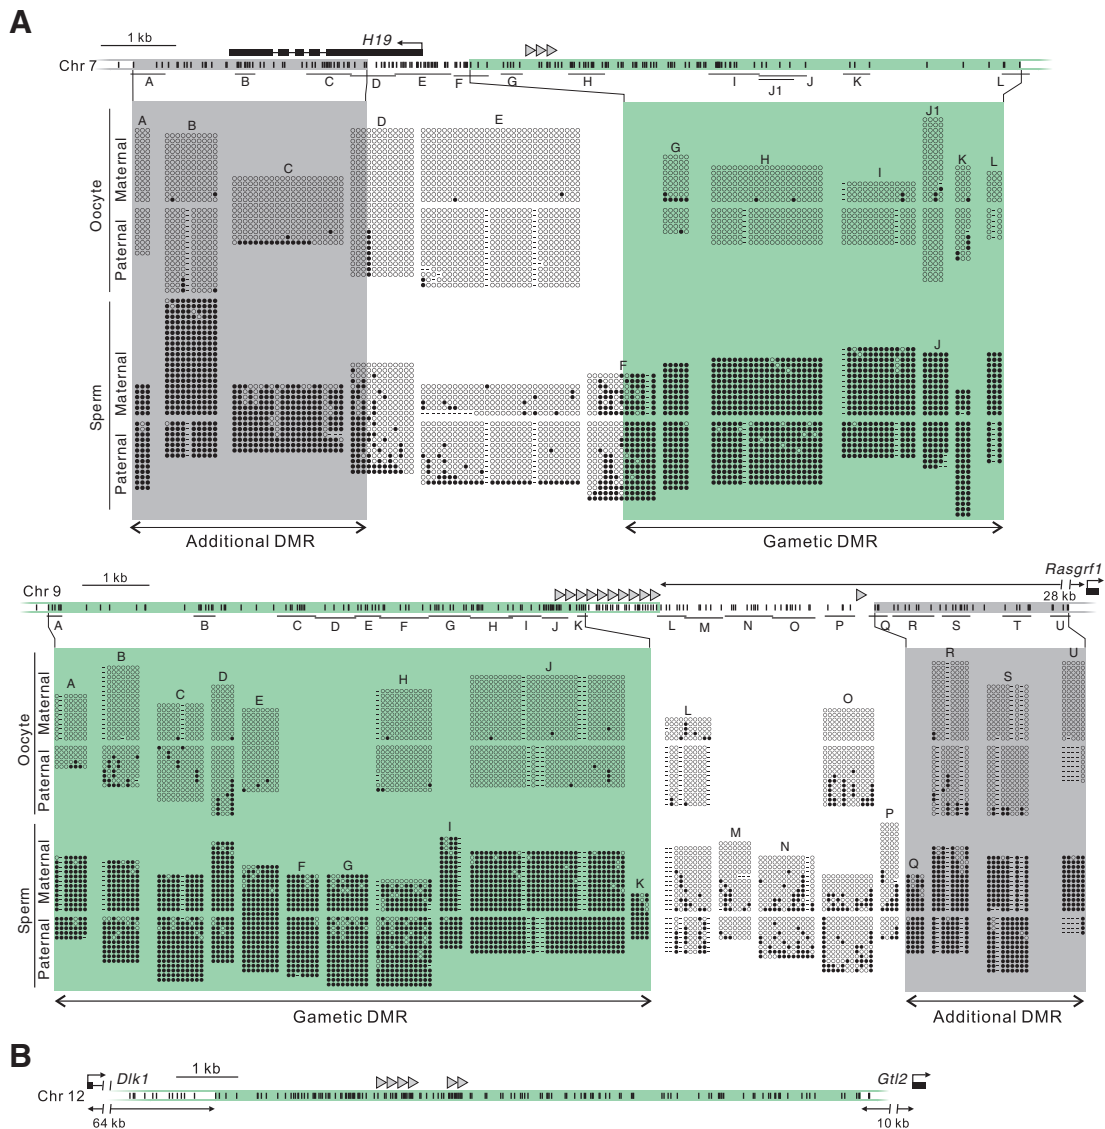 A
1 kb
H19
Chr 7
A B C D E F G H I J1 J K L
A B C D E G H I J1 K L
Oocyte
Maternal
Paternal
F J
Sperm
Maternal
Paternal
Additional DMR
Gametic DMR
1 kb
Rasgrf1
Chr 9
28 kb
A B C D E F G H I J K L M N O P Q R S T U
A B C D E H J L O R S U
Oocyte
Maternal
Paternal
F G I K M N P Q
Sperm
Maternal
Paternal
Gametic DMR
Additional DMR
B
Dlk1
1 kb
Gtl2
Chr 12
64 kb
10 kb